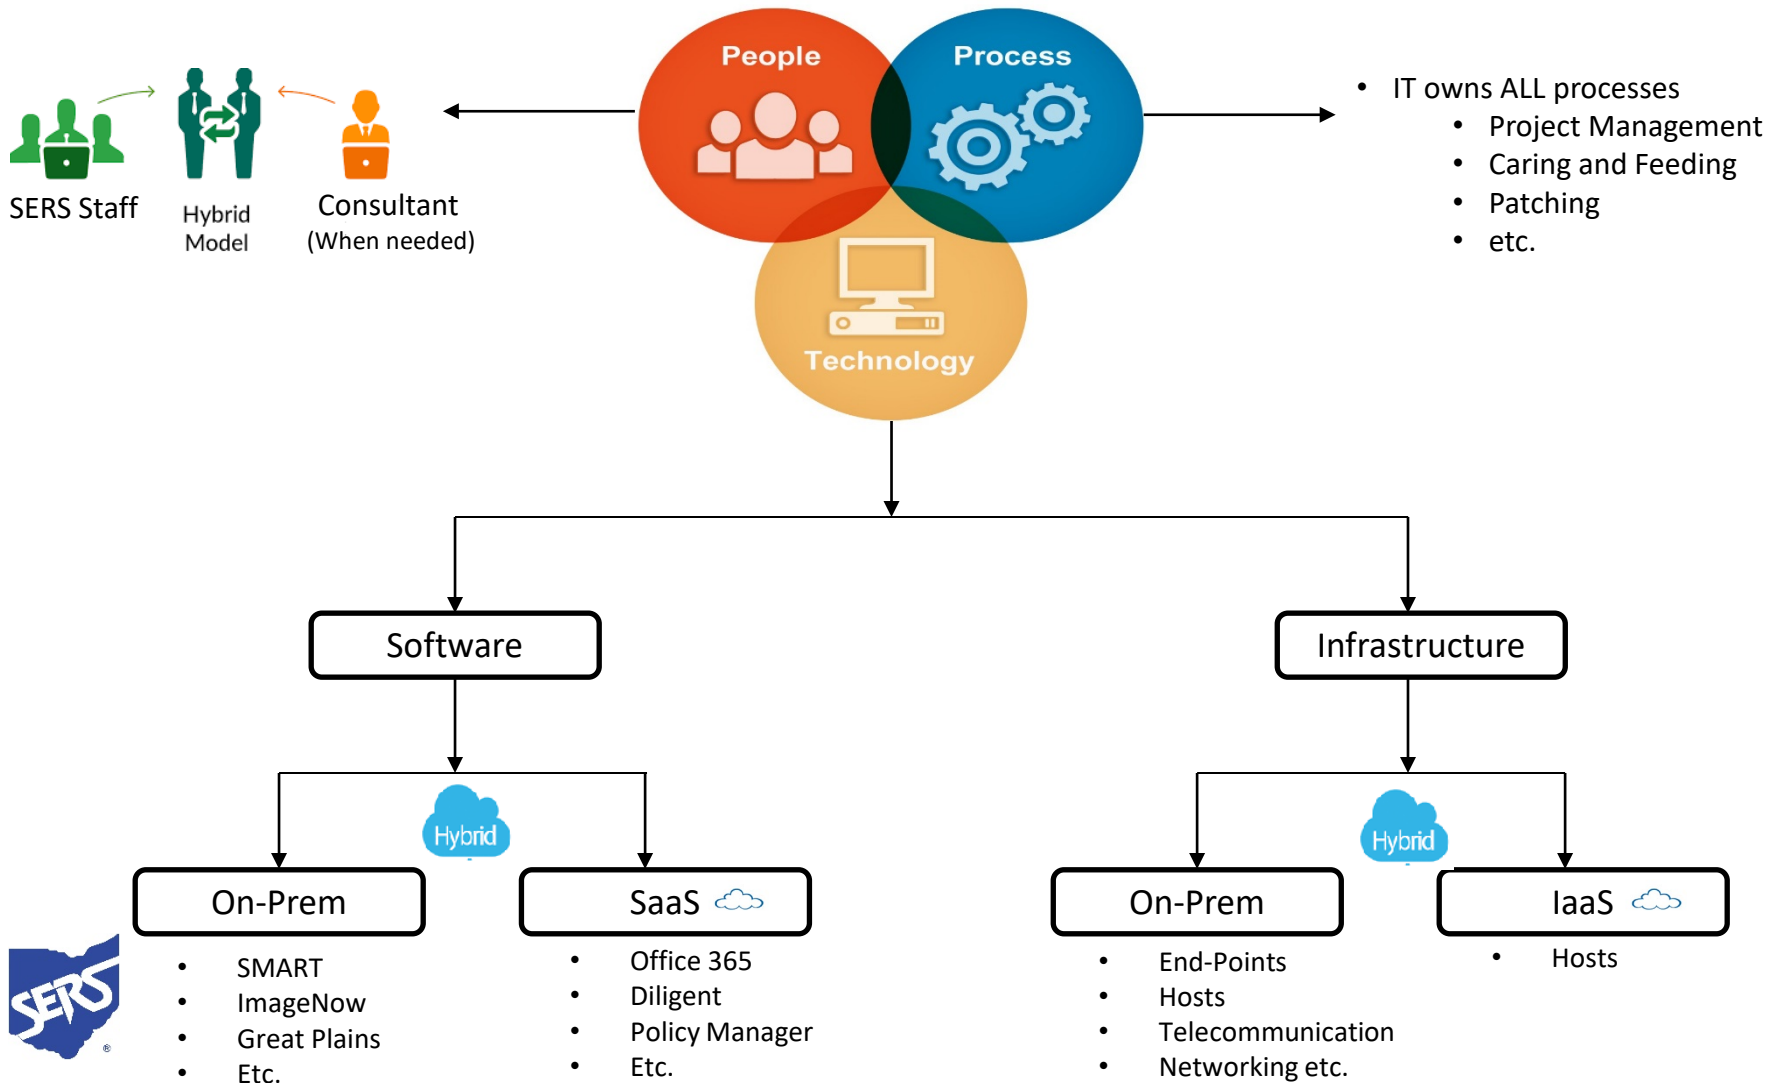 People
Process
SERS Staff
Hybrid
Model
Consultant
(When needed)
• IT owns ALL processes
• Project Management
• Caring and Feeding
• Patching
• etc.
Technology
Software
Infrastructure
Hybrid
Hybrid
On-Prem
SaaS
On-Prem
IaaS
• SMART
• ImageNow
• Great Plains
• Etc.
• Office 365
• Diligent
• Policy Manager
• Etc.
• End-Points
• Hosts
• Telecommunication
• Networking etc.
• Hosts
SERS
®